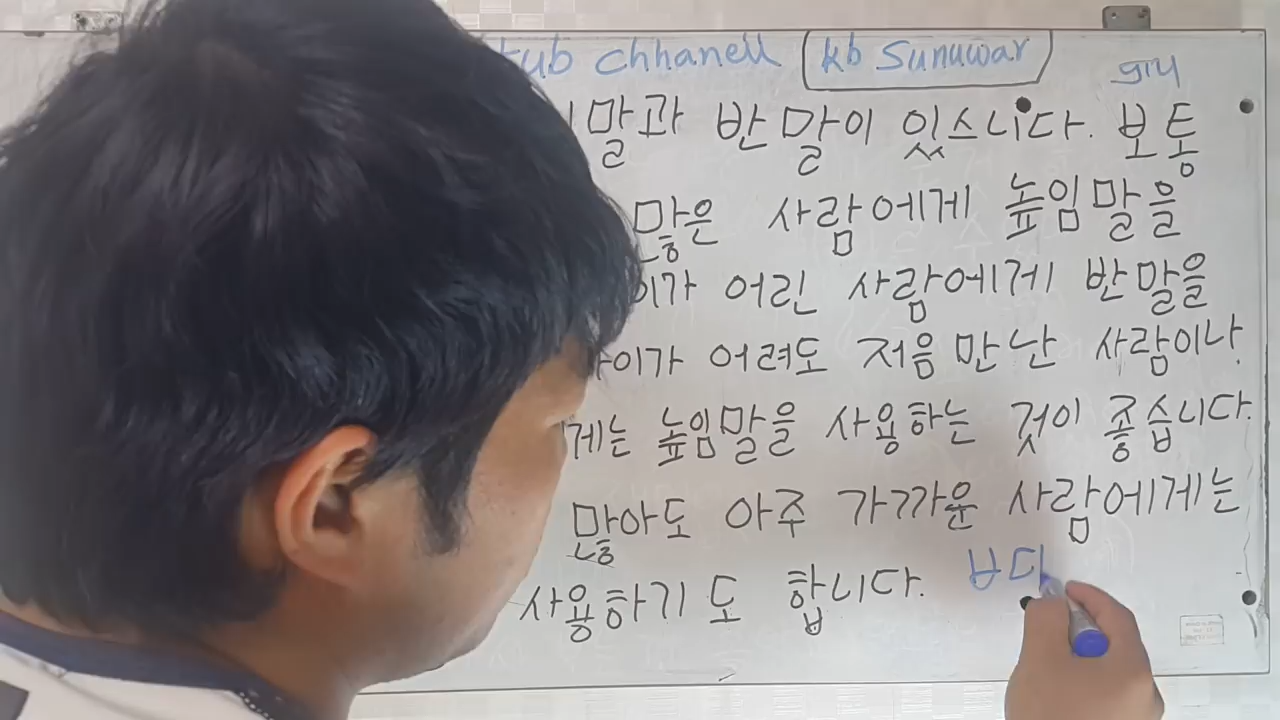 tub chhanell kb Sunuwar
말과 반말이 있스니다. 보통
많은 사람에게 높임말을
이가 어린 사람에게 반말을
아이가 어려도 저음 만난 사람이나
게는 높임말을 사용하는 것이 좋습니다.
많아도 아주 가까운 사람에게는
사용하기도 합니다.